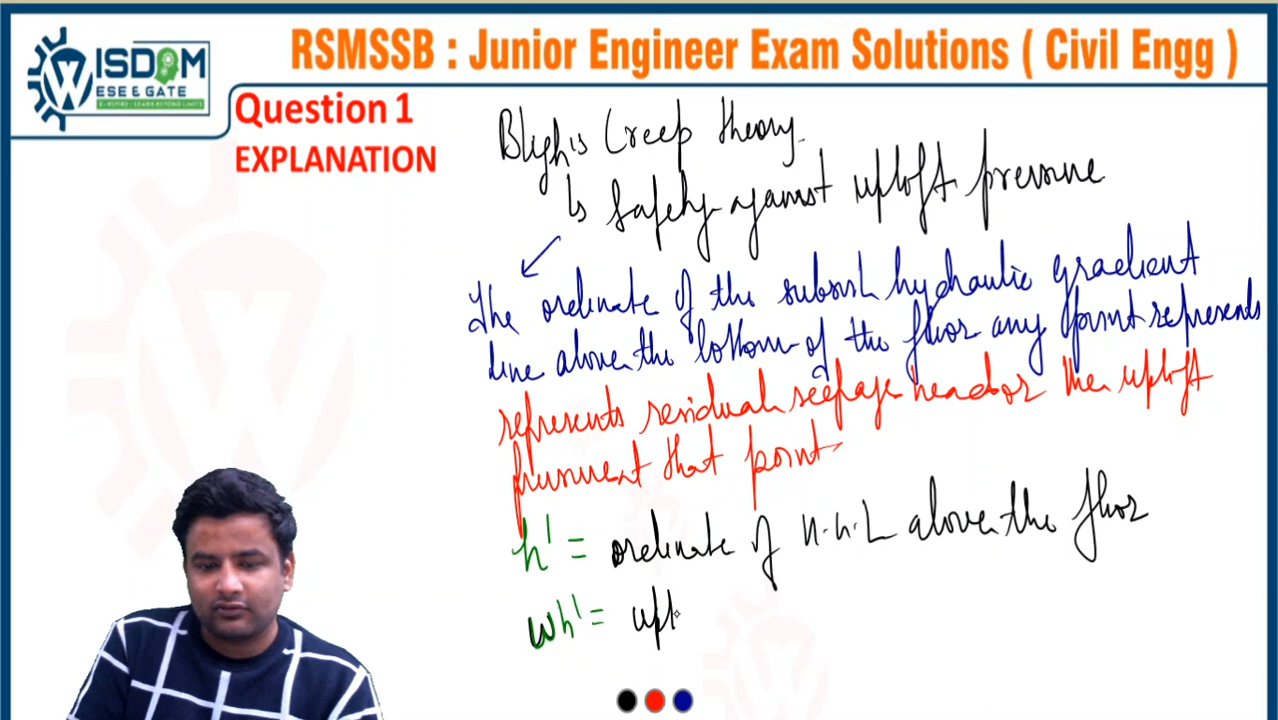 RSMSSB : Junior Engineer Exam Solutions ( Civil Engg )
WISDOM
ESE & GATE
Question 1
EXPLANATION
Bligh's Creep theory
↳ Safety against uplift pressure
The ordinate of the subsoil hydraulic gradient
line above the bottom of the floor any point represents
represents residual seepage head or the uplift
that point
h' = ordinate of H.G.L above the floor
wh' = upl